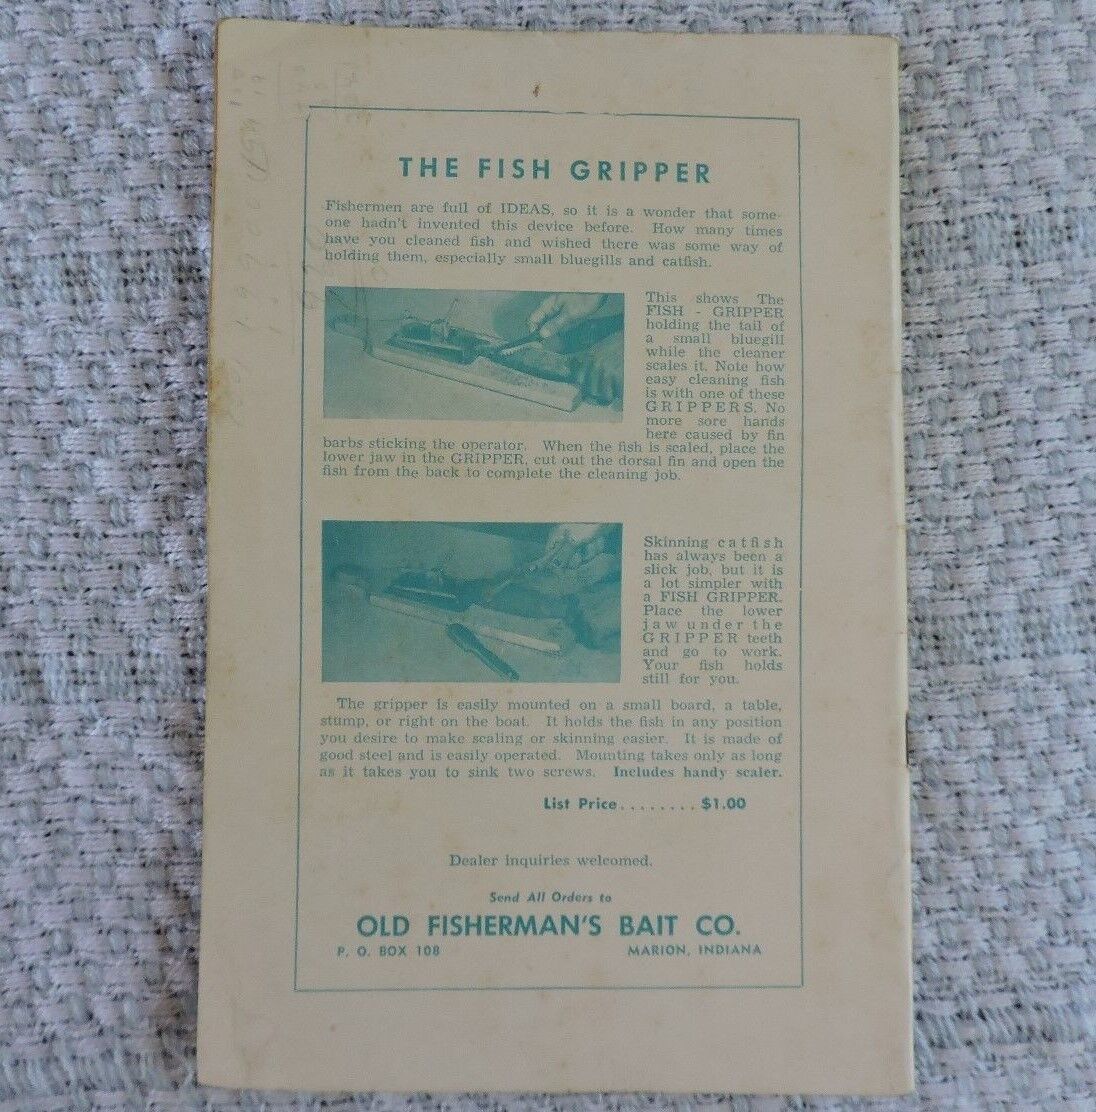 THE FISH GRIPPER
Fishermen are full of IDEAS, so it is a wonder that some-
one hadn't invented this device before. How many times
have you cleaned fish and wished there was some way of
holding them, especially small bluegills and catfish.
This shows The
FISH - GRIPPER
holding the tail of
a small bluegill
while the cleaner
scales it. Note how
easy cleaning fish
is with one of these
GRIPPERS. No
more sore hands
here caused by fin
barbs sticking the operator. When the fish is scaled, place the
lower jaw in the GRIPPER, cut out the dorsal fin and open the
fish from the back to complete the cleaning job.
Skinning catfish
has always been a
slick job, but it is
a lot simpler with
a FISH GRIPPER.
Place the lower
jaw under the
GRIPPER teeth
and go to work.
Your fish holds
still for you.
The gripper is easily mounted on a small board, a table,
stump, or right on the boat. It holds the fish in any position
you desire to make scaling or skinning easier. It is made of
good steel and is easily operated. Mounting takes only as long
as it takes you to sink two screws. Includes handy scaler.
List Price........ $1.00
Dealer inquiries welcomed.
Send All Orders to
OLD FISHERMAN'S BAIT CO.
P. O. BOX 108 MARION, INDIANA